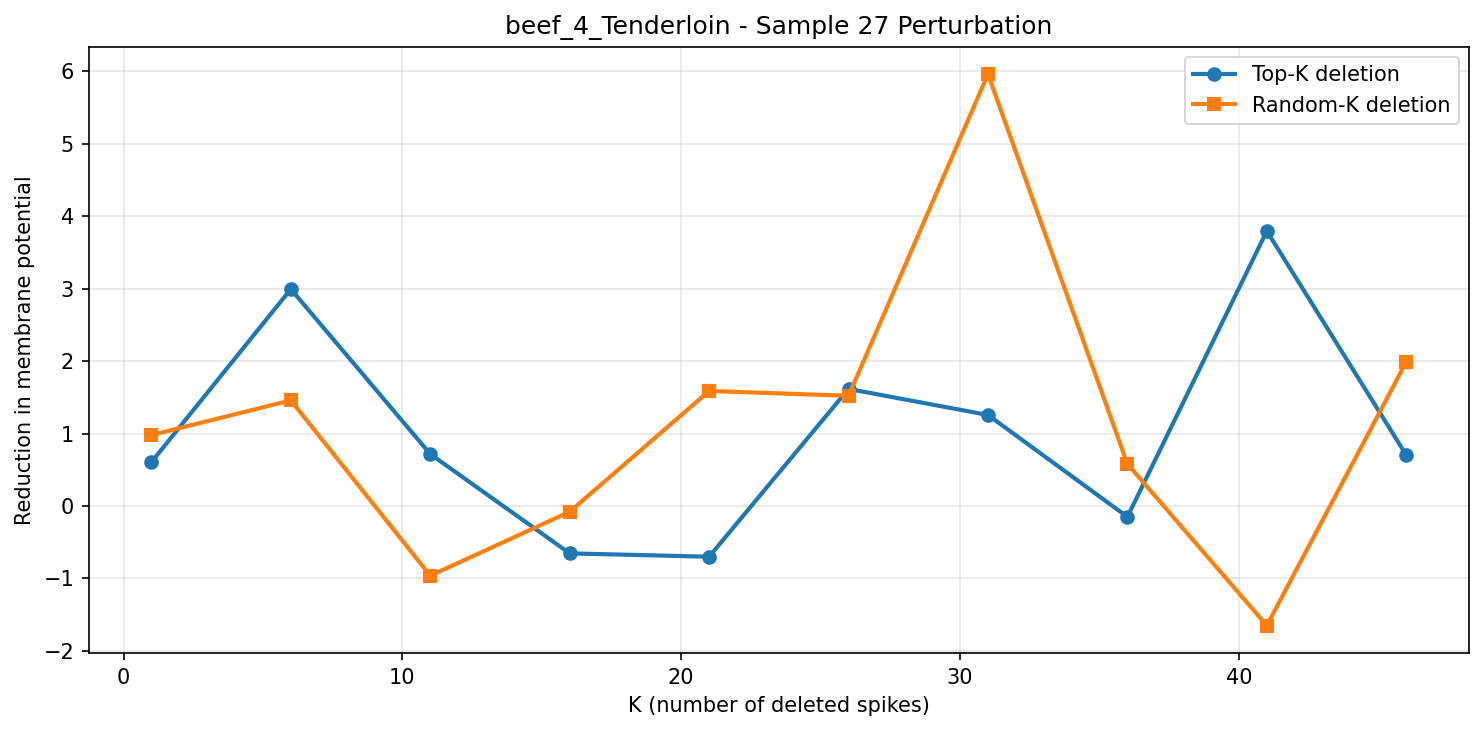 beef_4_Tenderloin - Sample 27 Perturbation
Top-K deletion
Random-K deletion
Reduction in membrane potential
6
5
4
3
2
1
0
−1
−2
0
10
20
30
40
K (number of deleted spikes)